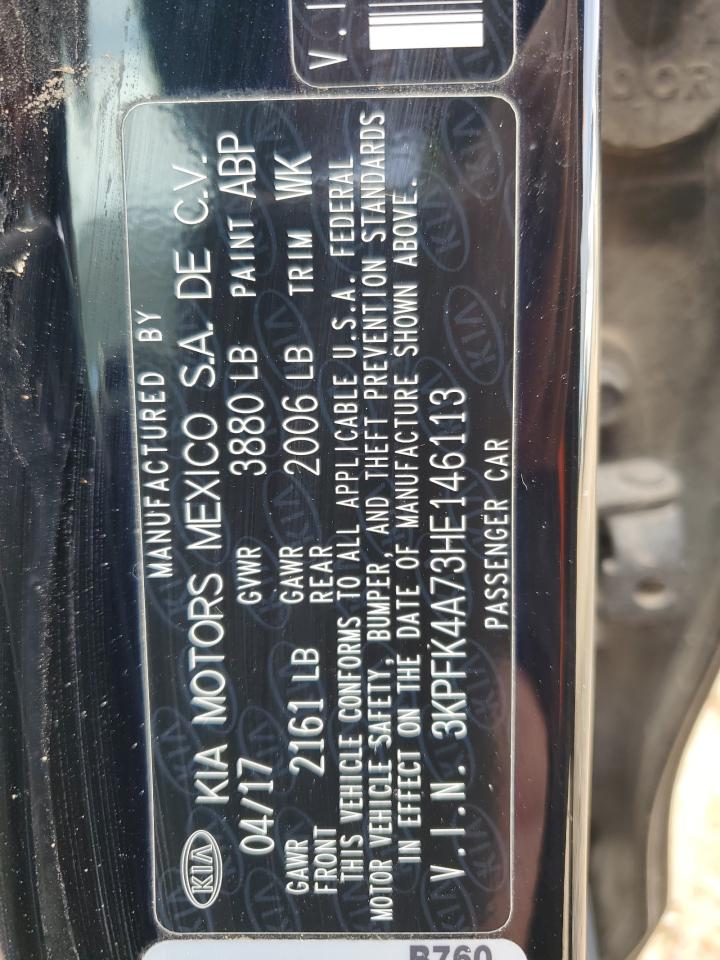 V.I
MANUFACTURED BY
KIA KIA MOTORS MEXICO S.A. DE C.V.
04/17 GVWR 3880 LB PAINT ABP
GAWR FRONT 2161 LB GAWR REAR 2006 LB TRIM WK
THIS VEHICLE CONFORMS TO ALL APPLICABLE U.S.A. FEDERAL
MOTOR VEHICLE SAFETY, BUMPER, AND THEFT PREVENTION STANDARDS
IN EFFECT ON THE DATE OF MANUFACTURE SHOWN ABOVE.
V.I.N. 3KPFK4A73HE146113
PASSENGER CAR
B760